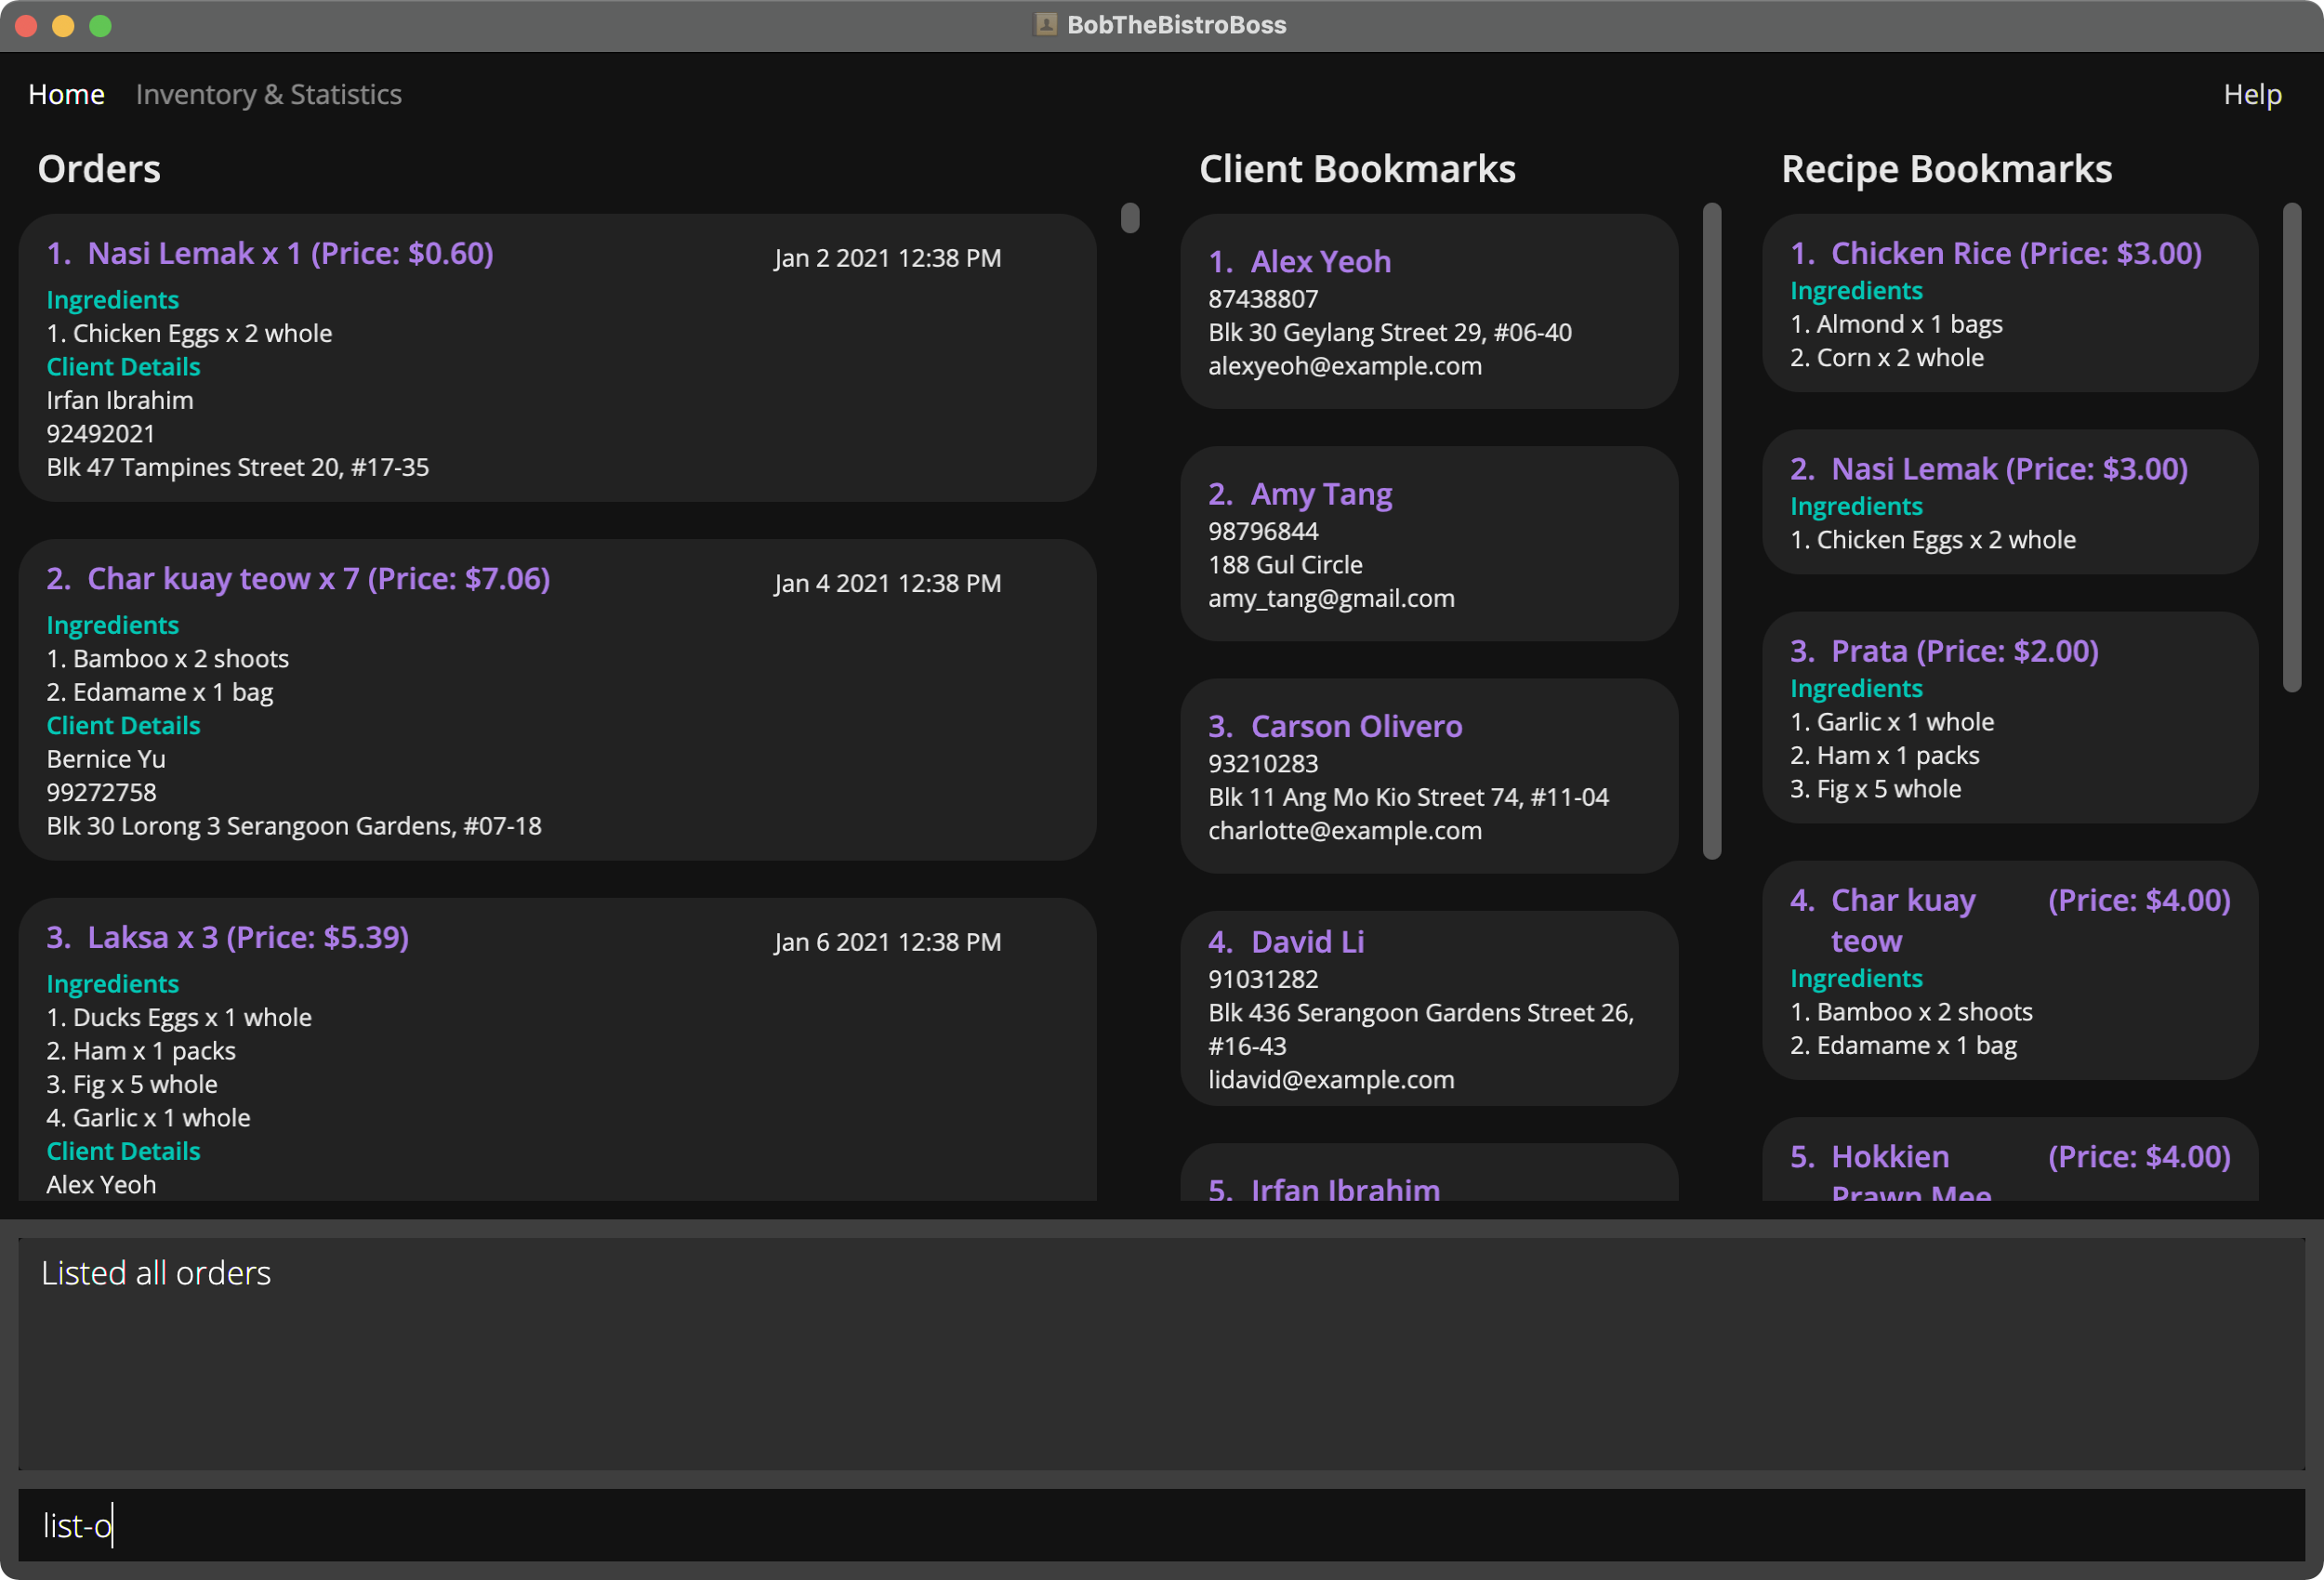 BobTheBistroBoss
Home Inventory & Statistics Help
Orders
1. Nasi Lemak x 1 (Price: $0.60) Jan 2 2021 12:38 PM
Ingredients
1. Chicken Eggs x 2 whole
Client Details
Irfan Ibrahim
92492021
Blk 47 Tampines Street 20, #17-35
2. Char kuay teow x 7 (Price: $7.06) Jan 4 2021 12:38 PM
Ingredients
1. Bamboo x 2 shoots
2. Edamame x 1 bag
Client Details
Bernice Yu
99272758
Blk 30 Lorong 3 Serangoon Gardens, #07-18
3. Laksa x 3 (Price: $5.39) Jan 6 2021 12:38 PM
Ingredients
1. Ducks Eggs x 1 whole
2. Ham x 1 packs
3. Fig x 5 whole
4. Garlic x 1 whole
Client Details
Alex Yeoh
Client Bookmarks
1. Alex Yeoh
87438807
Blk 30 Geylang Street 29, #06-40
alexyeoh@example.com
2. Amy Tang
98796844
188 Gul Circle
amy_tang@gmail.com
3. Carson Olivero
93210283
Blk 11 Ang Mo Kio Street 74, #11-04
charlotte@example.com
4. David Li
91031282
Blk 436 Serangoon Gardens Street 26,
#16-43
lidavid@example.com
5. Irfan Ibrahim
Recipe Bookmarks
1. Chicken Rice (Price: $3.00)
Ingredients
1. Almond x 1 bags
2. Corn x 2 whole
2. Nasi Lemak (Price: $3.00)
Ingredients
1. Chicken Eggs x 2 whole
3. Prata (Price: $2.00)
Ingredients
1. Garlic x 1 whole
2. Ham x 1 packs
3. Fig x 5 whole
4. Char kuay (Price: $4.00)
teow
Ingredients
1. Bamboo x 2 shoots
2. Edamame x 1 bag
5. Hokkien (Price: $4.00)
Prawn Mee
Listed all orders
list-o